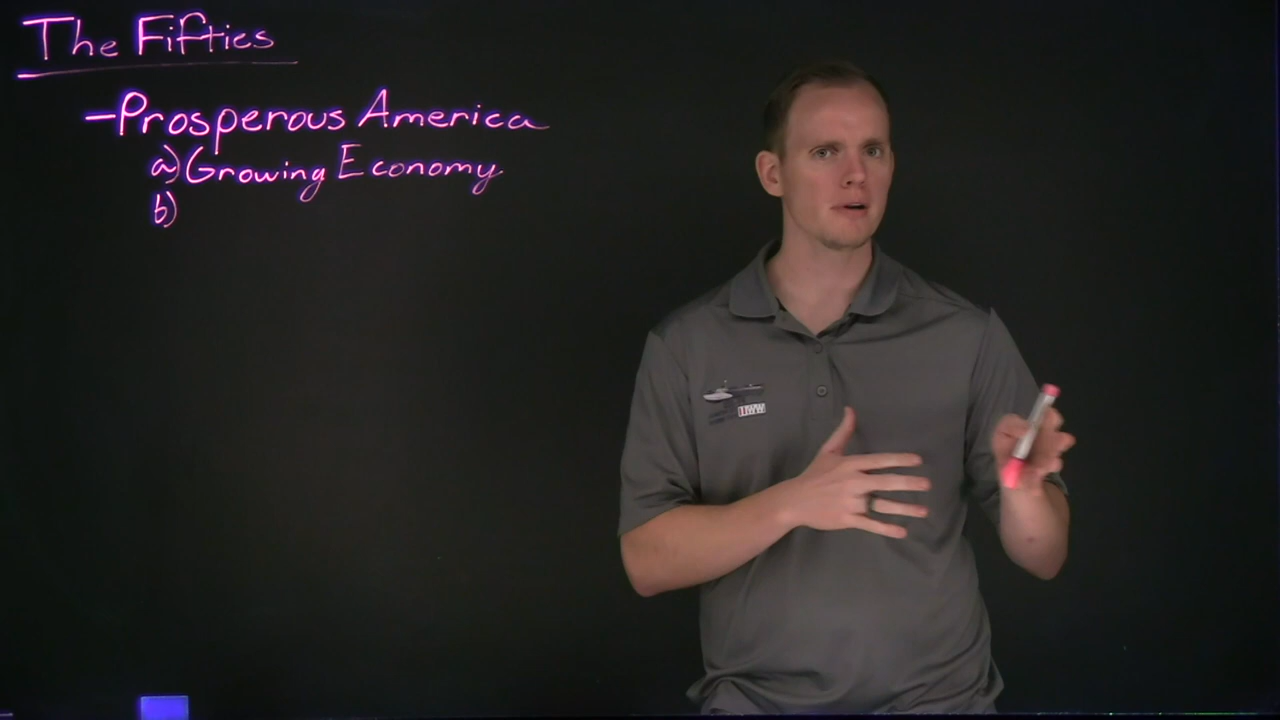 The Fifties
-Prosperous America
a) Growing Economy
b)